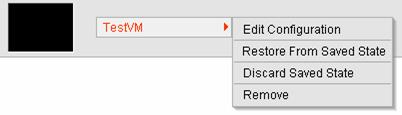 TestVM
Edit Configuration
Restore From Saved State
Discard Saved State
Remove